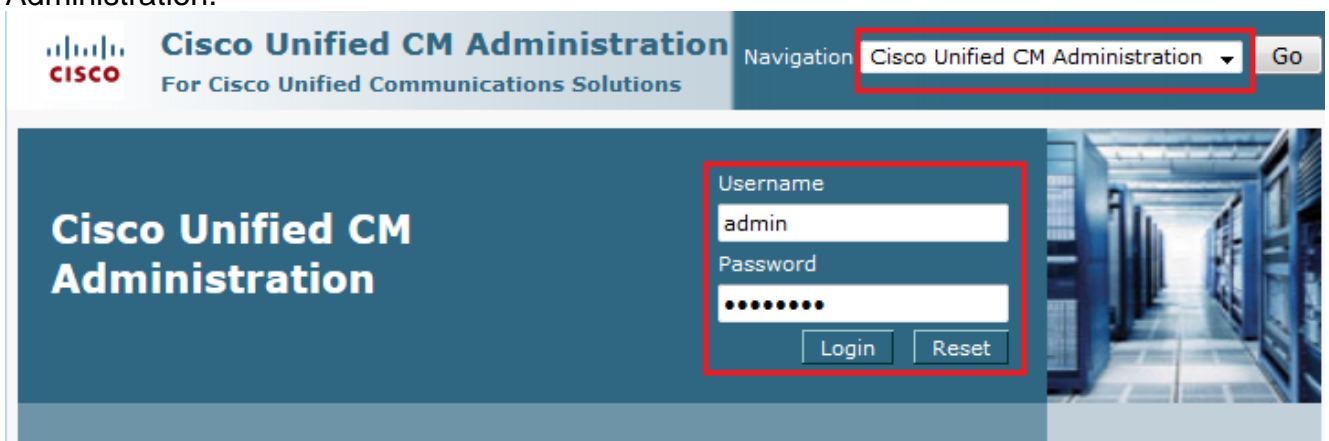 Administration.
CISCO
Cisco Unified CM Administration
For Cisco Unified Communications Solutions
Navigation Cisco Unified CM Administration Go
Cisco Unified CM
Administration
Username
admin
Password
••••••••
Login Reset